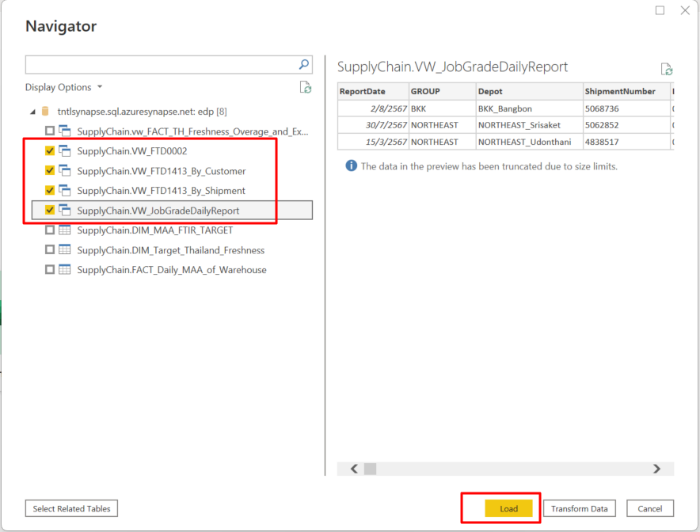 Navigator
Display Options
tntlsynapse.sql.azuresynapse.net: edp [8]
SupplyChain.vw_FACT_TH_Freshness_Overage_and_Ex...
SupplyChain.VW_FTD0002
SupplyChain.VW_FTD1413_By_Customer
SupplyChain.VW_FTD1413_By_Shipment
SupplyChain.VW_JobGradeDailyReport
SupplyChain.DIM_MAA_FTIR_TARGET
SupplyChain.DIM_Target_Thailand_Freshness
SupplyChain.FACT_Daily_MAA_of_Warehouse
SupplyChain.VW_JobGradeDailyReport
ReportDate GROUP Depot ShipmentNumber
2/8/2567 BKK BKK_Bangbon 5068736
30/7/2567 NORTHEAST NORTHEAST_Srisaket 5062852
15/3/2567 NORTHEAST NORTHEAST_Udonthani 4838517
The data in the preview has been truncated due to size limits.
Select Related Tables Load Transform Data Cancel